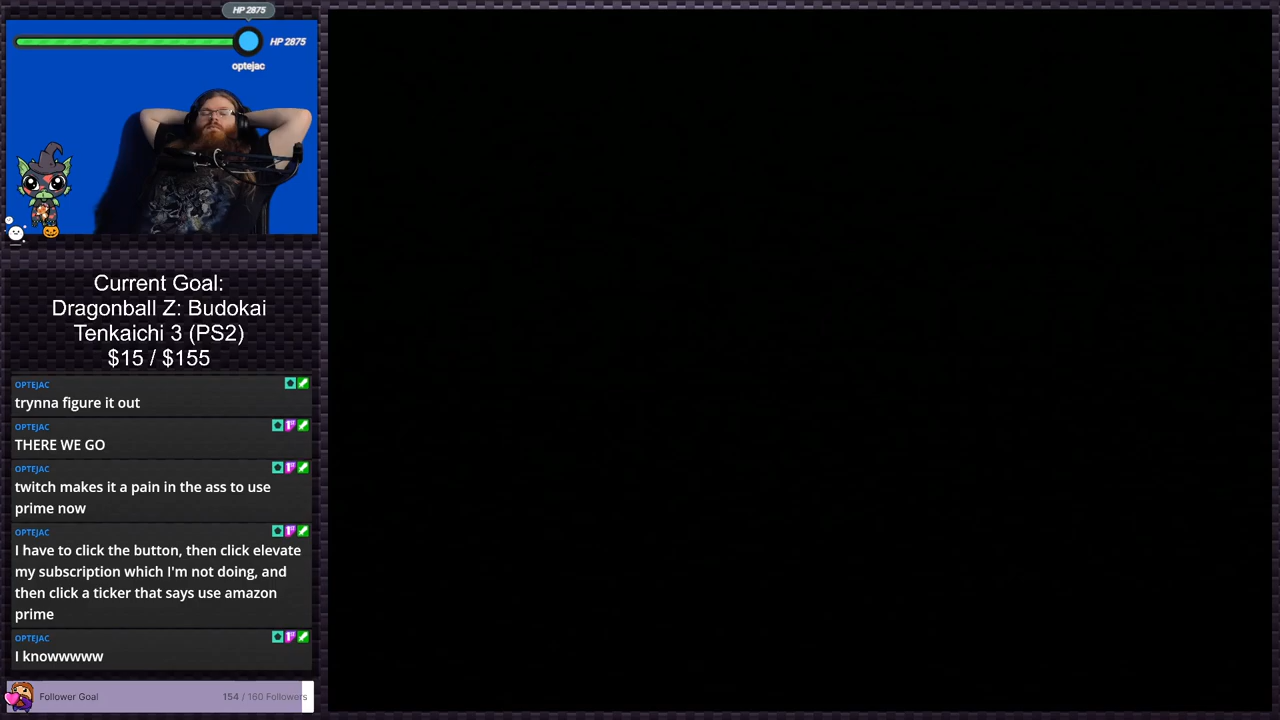 HP 2875
HP 2875
optejac
Current Goal:
Dragonball Z: Budokai
Tenkaichi 3 (PS2)
$15 / $155
OPTEJAC
trynna figure it out
OPTEJAC
THERE WE GO
OPTEJAC
twitch makes it a pain in the ass to use
prime now
OPTEJAC
I have to click the button, then click elevate
my subscription which I'm not doing, and
then click a ticker that says use amazon
prime
OPTEJAC
I knowwwww
Follower Goal
154 / 160 Followers